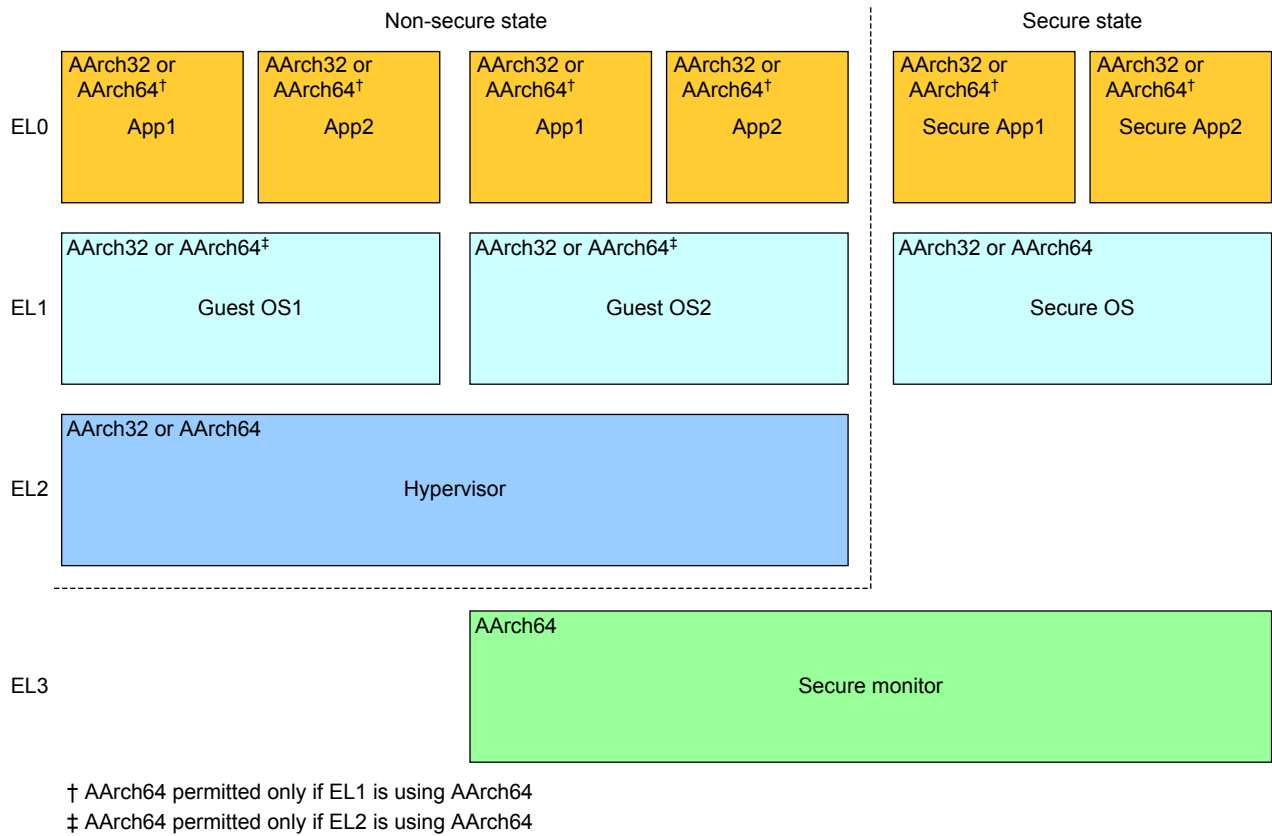 Non-secure state
Secure state
AArch32 or
AArch64†
App1
AArch32 or
AArch64†
App2
AArch32 or
AArch64†
App1
AArch32 or
AArch64†
App2
AArch32 or
AArch64†
Secure App1
AArch32 or
AArch64†
Secure App2
EL0
AArch32 or AArch64‡
Guest OS1
AArch32 or AArch64‡
Guest OS2
AArch32 or AArch64
Secure OS
EL1
AArch32 or AArch64
Hypervisor
EL2
AArch64
Secure monitor
EL3
† AArch64 permitted only if EL1 is using AArch64
‡ AArch64 permitted only if EL2 is using AArch64